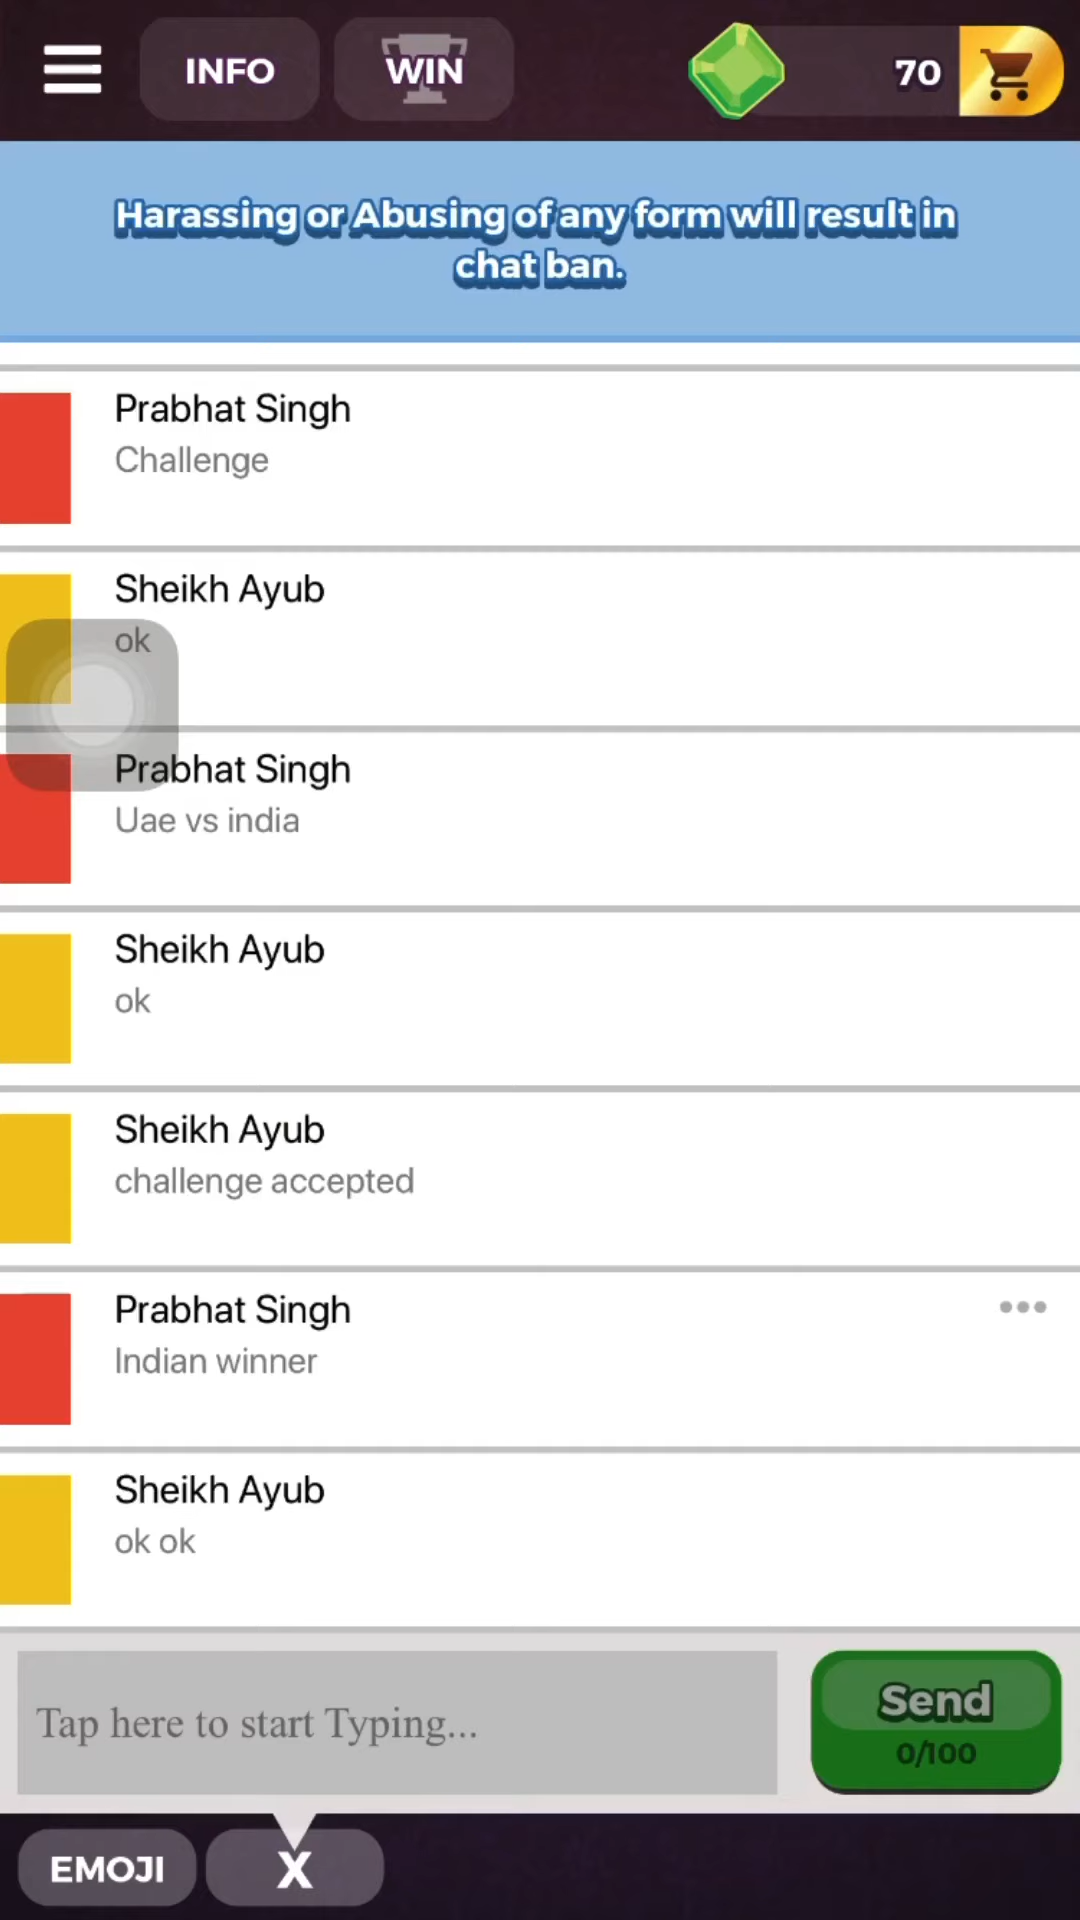 INFO
WIN
70
Harassing or Abusing of any form will result in
chat ban.
Prabhat Singh
Challenge
Sheikh Ayub
ok
Prabhat Singh
Uae vs india
Sheikh Ayub
ok
Sheikh Ayub
challenge accepted
Prabhat Singh
Indian winner
Sheikh Ayub
ok ok
Tap here to start Typing...
Send
0/100
EMOJI
X